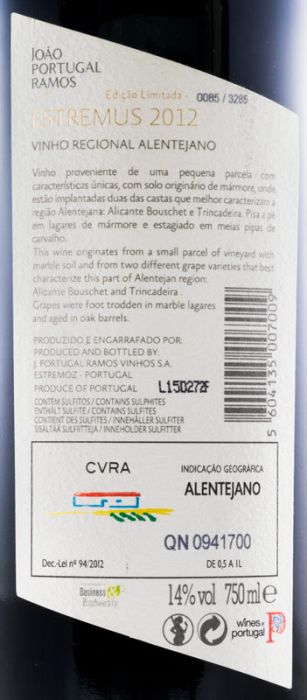 JOÃO
PORTUGAL
RAMOS
Edição Limitada - 0085 / 3285
ESTREMUS 2012
VINHO REGIONAL ALENTEJANO
Vinho proveniente de uma pequena parcela com
características únicas, com solo originário de mármore, onde
estão implantadas duas das castas que melhor caracterizam a
região Alentejana: Alicante Bouschet e Trincadeira. Pisa a pé
em lagares de mármore e estagiado em meias pipas de
carvalho.
This wine originates from a small parcel of vineyard with
marble soil and from two different grape varieties that best
characterize this part of Alentejan region:
Alicante Bouschet and Trincadeira .
Grapes were foot trodden in marble lagares
and aged in oak barrels.
PRODUZIDO E ENGARRAFADO POR:
PRODUCED AND BOTTLED BY:
J. PORTUGAL RAMOS VINHOS S.A.
ESTREMOZ - PORTUGAL
PRODUCE OF PORTUGAL L15D272F
CONTÉM SULFITOS / CONTAINS SULPHITES
ENTHÄLT SULFITE / CONTAINS SULFITES
CONTIENT DES SULFITES / INNEHÅLLER SULFITER
SISÄLTÄÄ SULFIITTEJA / INNEHOLDER SULFITTER
5 604135 007009
CVRA
INDICAÇÃO GEOGRÁFICA
ALENTEJANO
QN 0941700
Dec.-Lei nº 94/2012 DE 0,5 A 1L
Business &
Biodiversity
14%vol 750 ml e
wines of
portugal